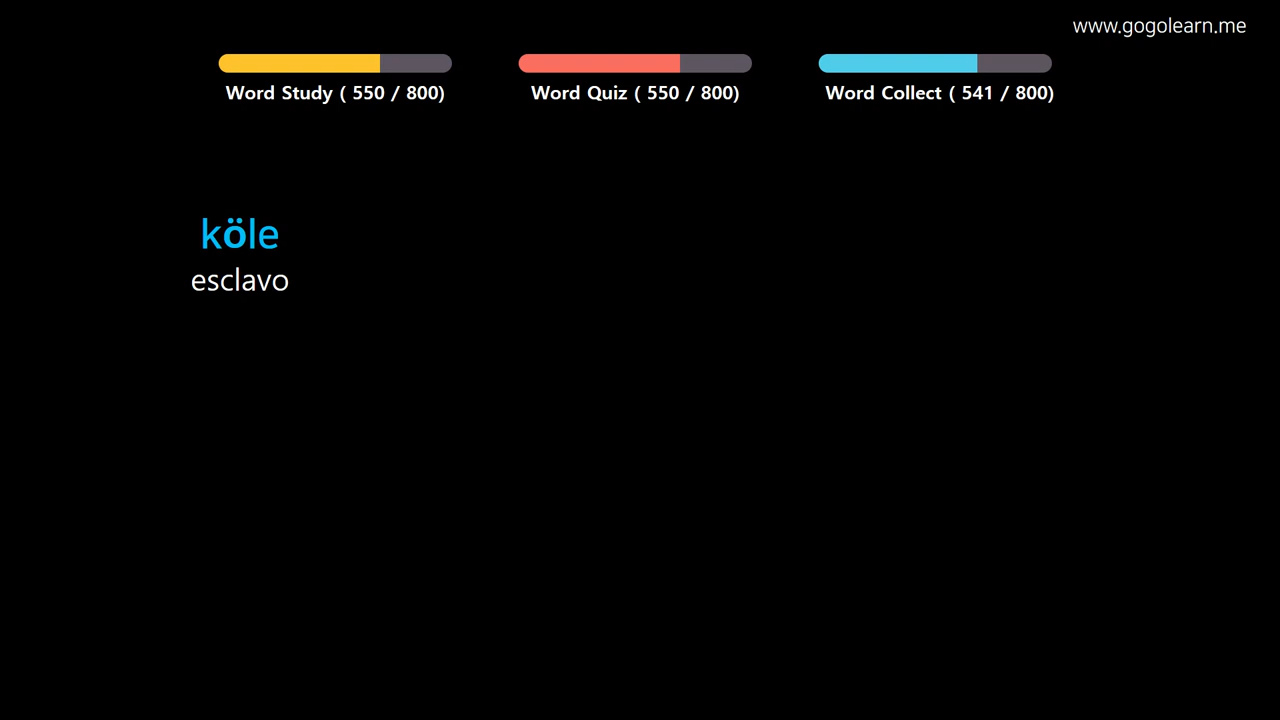 www.gogolearn.me
Word Study ( 550 / 800)
Word Quiz ( 550 / 800)
Word Collect ( 541 / 800)
köle
esclavo